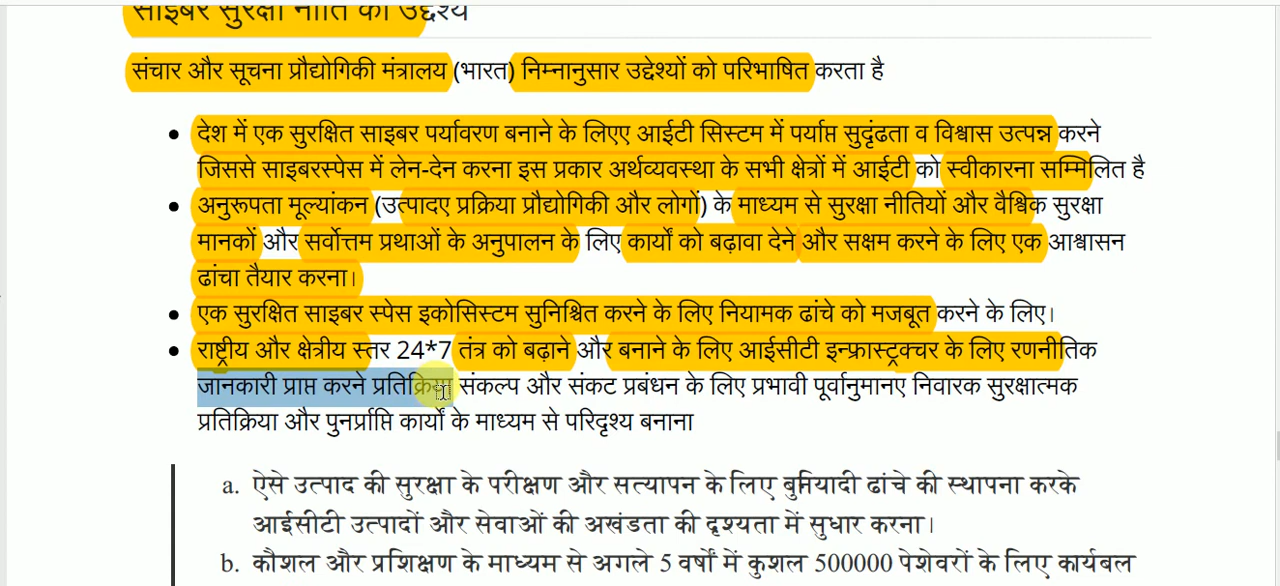 साइबर सुरक्षा नीति का उद्देश्य
संचार और सूचना प्रौद्योगिकी मंत्रालय (भारत) निम्नानुसार उद्देश्यों को परिभाषित करता है
• देश में एक सुरक्षित साइबर पर्यावरण बनाने के लिएए आईटी सिस्टम में पर्याप्त सुदृंढता व विश्वास उत्पन्न करने
जिससे साइबरस्पेस में लेन-देन करना इस प्रकार अर्थव्यवस्था के सभी क्षेत्रों में आईटी को स्वीकारना सम्मिलित है
• अनुरूपता मूल्यांकन (उत्पादए प्रक्रिया प्रौद्योगिकी और लोगों) के माध्यम से सुरक्षा नीतियों और वैश्विक सुरक्षा
मानकों और सर्वोत्तम प्रथाओं के अनुपालन के लिए कार्यों को बढ़ावा देने और सक्षम करने के लिए एक आश्वासन
ढांचा तैयार करना।
• एक सुरक्षित साइबर स्पेस इकोसिस्टम सुनिश्चित करने के लिए नियामक ढांचे को मजबूत करने के लिए।
• राष्ट्रीय और क्षेत्रीय स्तर 24*7 तंत्र को बढ़ाने और बनाने के लिए आईसीटी इन्फ्रास्ट्रक्चर के लिए रणनीतिक
जानकारी प्राप्त करने प्रतिक्रिया संकल्प और संकट प्रबंधन के लिए प्रभावी पूर्वानुमानए निवारक सुरक्षात्मक
प्रतिक्रिया और पुनर्प्राप्ति कार्यों के माध्यम से परिदृश्य बनाना
a. ऐसे उत्पाद की सुरक्षा के परीक्षण और सत्यापन के लिए बुनियादी ढांचे की स्थापना करके
आईसीटी उत्पादों और सेवाओं की अखंडता की दृश्यता में सुधार करना।
b. कौशल और प्रशिक्षण के माध्यम से अगले 5 वर्षों में कुशल 500000 पेशेवरों के लिए कार्यबल